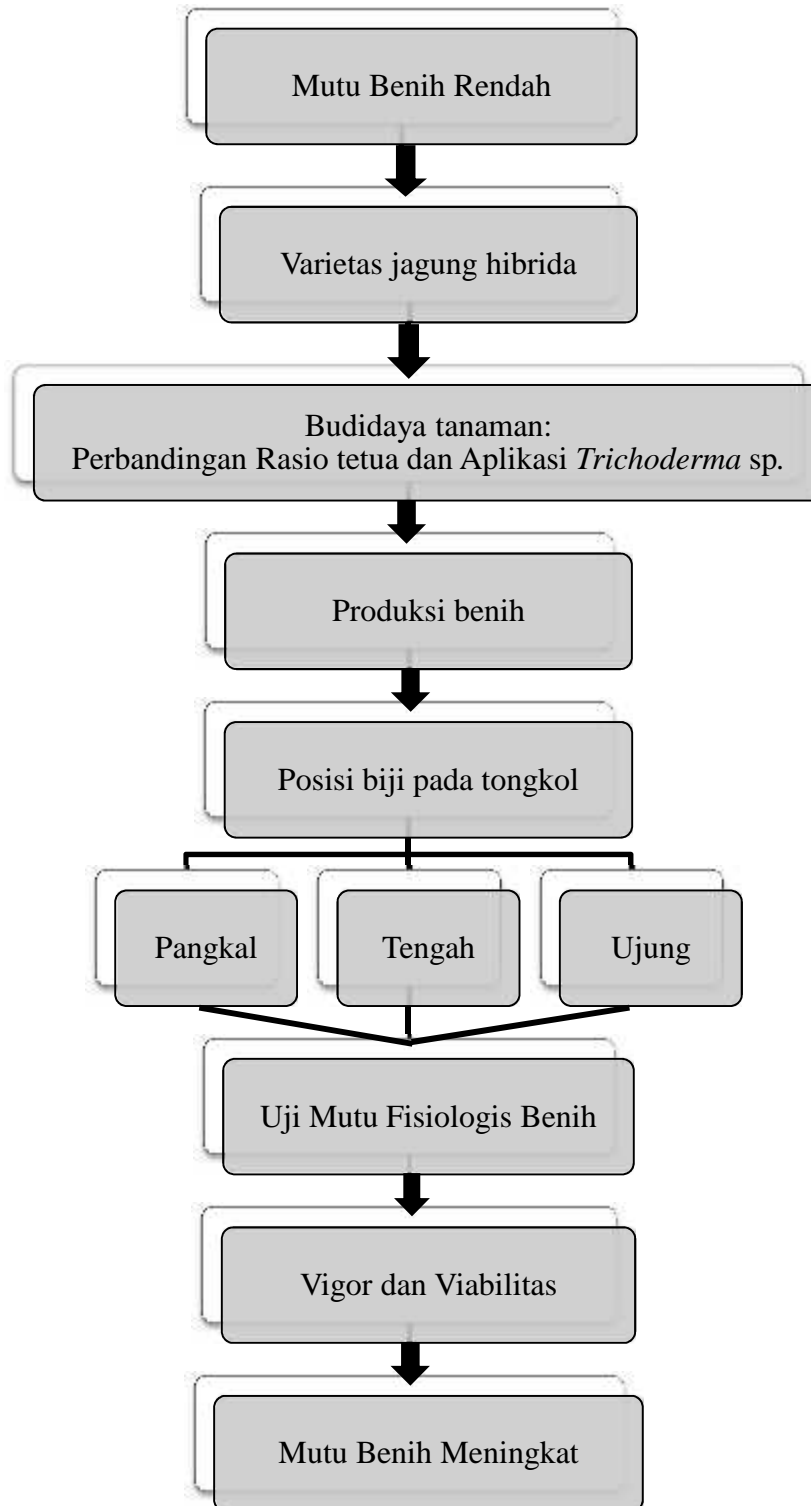 Mutu Benih Rendah
Varietas jagung hibrida
Budidaya tanaman:
Perbandingan Rasio tetua dan Aplikasi Trichoderma sp.
Produksi benih
Posisi biji pada tongkol
Pangkal
Tengah
Ujung
Uji Mutu Fisiologis Benih
Vigor dan Viabilitas
Mutu Benih Meningkat